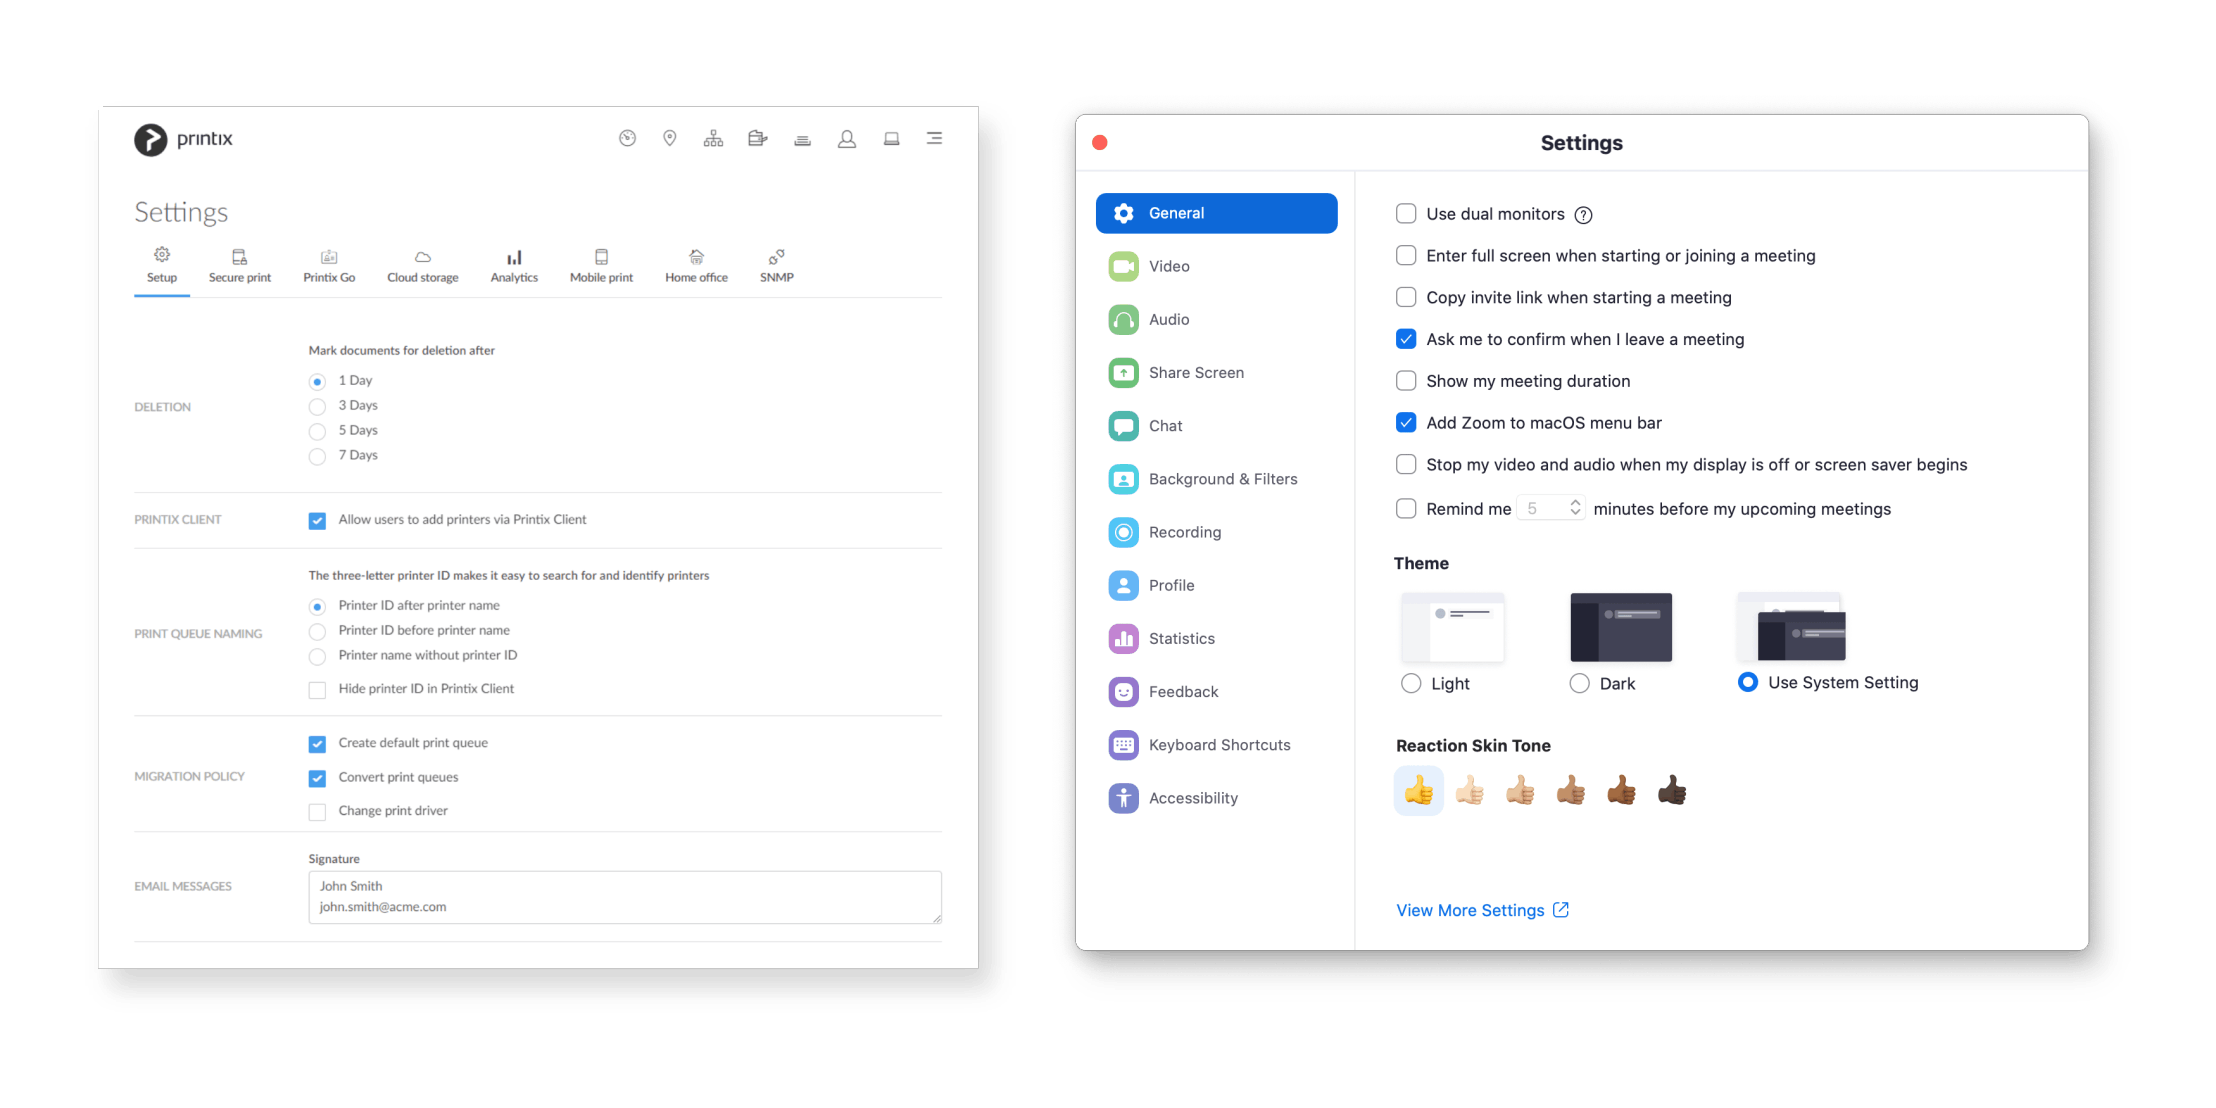 printix
Settings
Setup
Secure print
Printix Go
Cloud storage
Analytics
Mobile print
Home office
SNMP
Mark documents for deletion after
DELETION
1 Day
3 Days
5 Days
7 Days
PRINTIX CLIENT
Allow users to add printers via Printix Client
The three-letter printer ID makes it easy to search for and identify printers
PRINT QUEUE NAMING
Printer ID after printer name
Printer ID before printer name
Printer name without printer ID
Hide printer ID in Printix Client
MIGRATION POLICY
Create default print queue
Convert print queues
Change print driver
EMAIL MESSAGES
Signature
John Smith
john.smith@acme.com
Settings
General
Video
Audio
Share Screen
Chat
Background & Filters
Recording
Profile
Statistics
Feedback
Keyboard Shortcuts
Accessibility
Use dual monitors ?
Enter full screen when starting or joining a meeting
Copy invite link when starting a meeting
Ask me to confirm when I leave a meeting
Show my meeting duration
Add Zoom to macOS menu bar
Stop my video and audio when my display is off or screen saver begins
Remind me 5 minutes before my upcoming meetings
Theme
Light
Dark
Use System Setting
Reaction Skin Tone
View More Settings